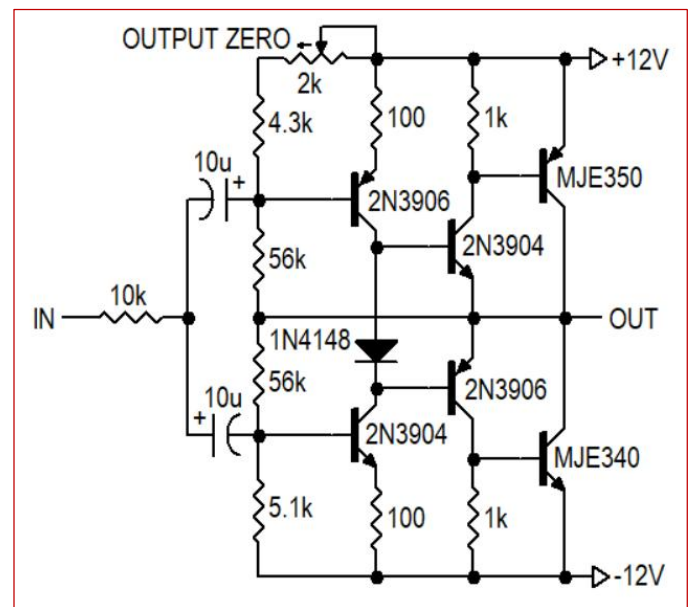 OUTPUT ZERO
+12V
2k
4.3k
100
1k
10u
+
MJE350
2N3906
2N3904
56k
10k
IN
OUT
1N4148
56k
10u
+
2N3906
2N3904
MJE340
5.1k
100
1k
-12V